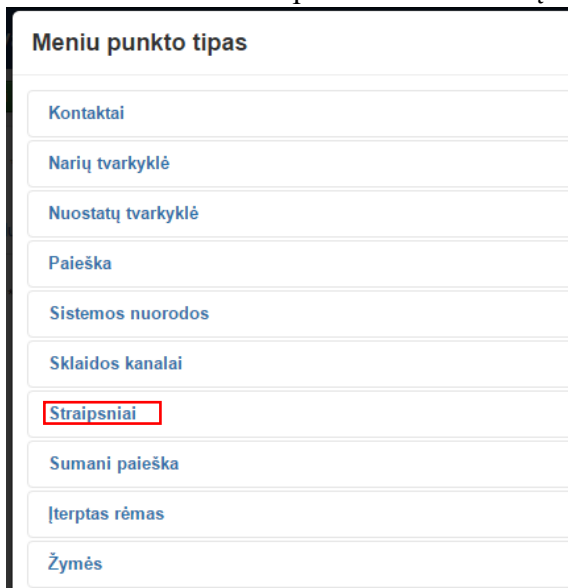 Meniu punkto tipas
Kontaktai
Narių tvarkyklė
Nuostatų tvarkyklė
Paieška
Sistemos nuorodos
Sklaidos kanalai
Straipsniai
Sumani paieška
Įterptas rėmas
Žymės